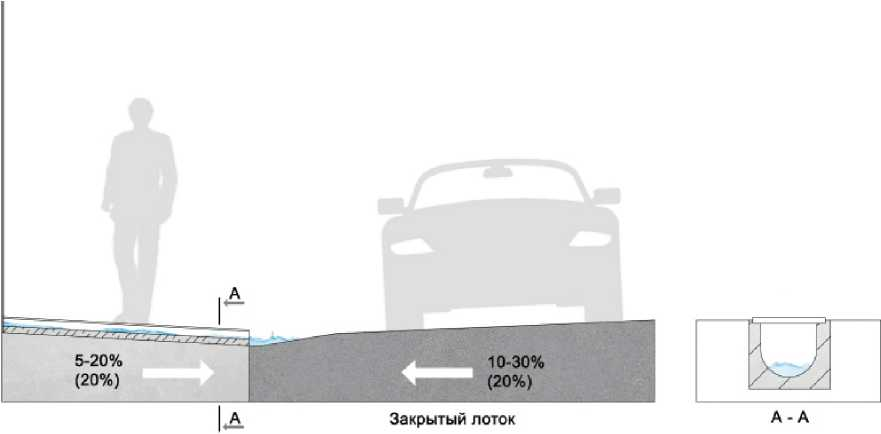 А
5-20%
(20%)
10-30%
(20%)
А
Закрытый лоток
А - А